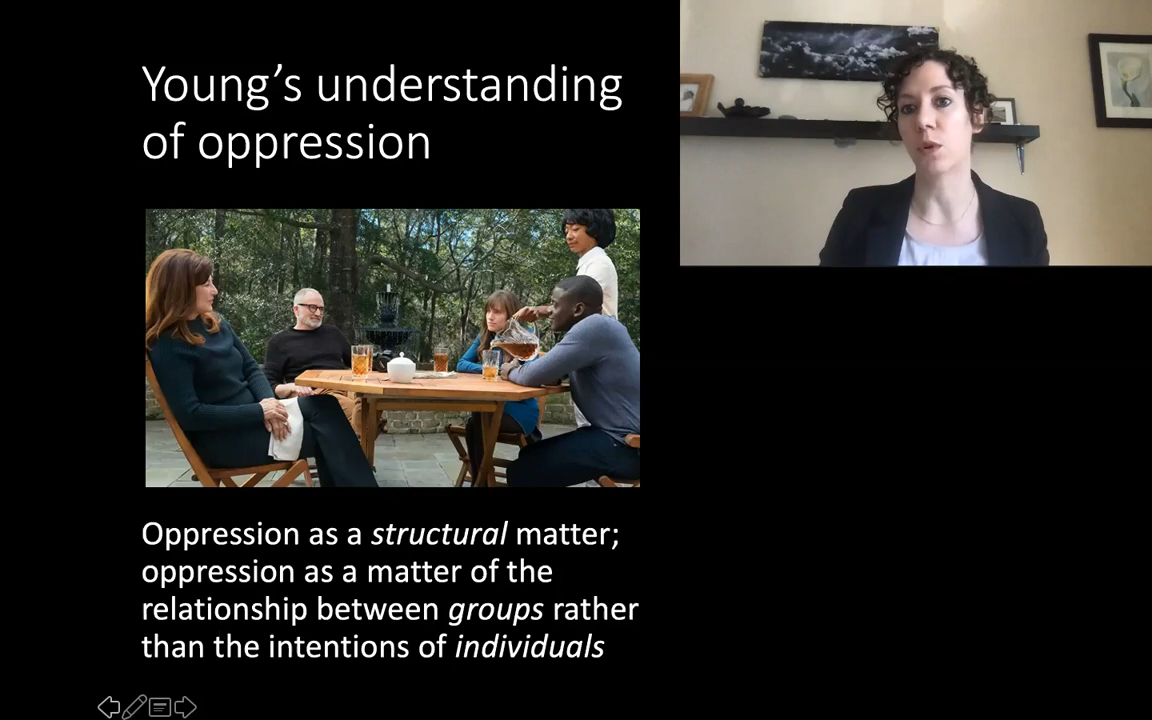 Young’s understanding
of oppression
Oppression as a structural matter;
oppression as a matter of the
relationship between groups rather
than the intentions of individuals